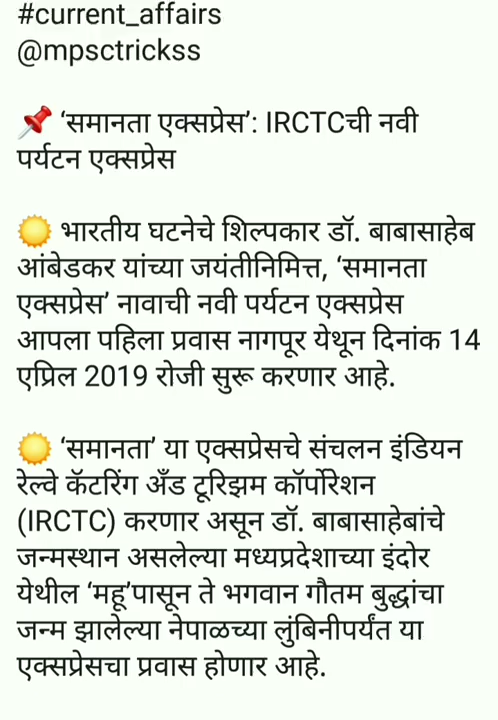 #current_affairs
@mpsctrickss
📌 ‘समानता एक्सप्रेस’: IRCTCची नवी
पर्यटन एक्सप्रेस
🌞 भारतीय घटनेचे शिल्पकार डॉ. बाबासाहेब
आंबेडकर यांच्या जयंतीनिमित्त, ‘समानता
एक्सप्रेस’ नावाची नवी पर्यटन एक्सप्रेस
आपला पहिला प्रवास नागपूर येथून दिनांक 14
एप्रिल 2019 रोजी सुरू करणार आहे.
🌞 ‘समानता’ या एक्सप्रेसचे संचलन इंडियन
रेल्वे कॅटरिंग अँड टूरिझम कॉर्पोरेशन
(IRCTC) करणार असून डॉ. बाबासाहेबांचे
जन्मस्थान असलेल्या मध्यप्रदेशाच्या इंदोर
येथील ‘महू’पासून ते भगवान गौतम बुद्धांचा
जन्म झालेल्या नेपाळच्या लुंबिनीपर्यंत या
एक्सप्रेसचा प्रवास होणार आहे.